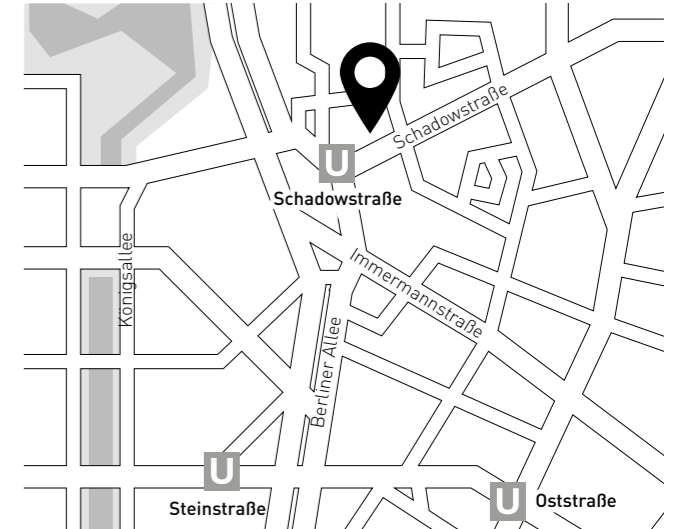 Schadowstraße
U
Schadowstraße
Königsallee
Immermannstraße
Berliner Allee
U
Steinstraße
U
Oststraße